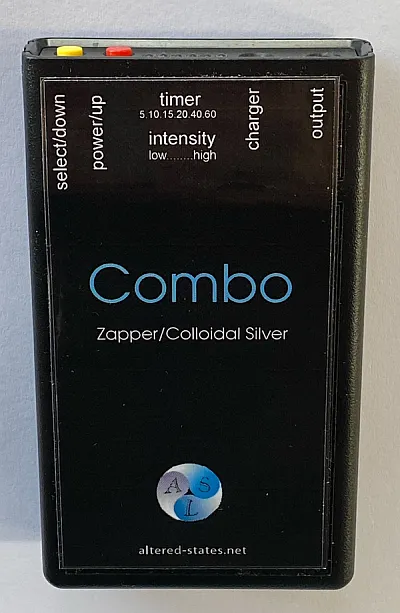 select/down
power/up
timer
5.10.15.20.40.60
intensity
low........high
charger
output
Combo
Zapper/Colloidal Silver
A S L
altered-states.net